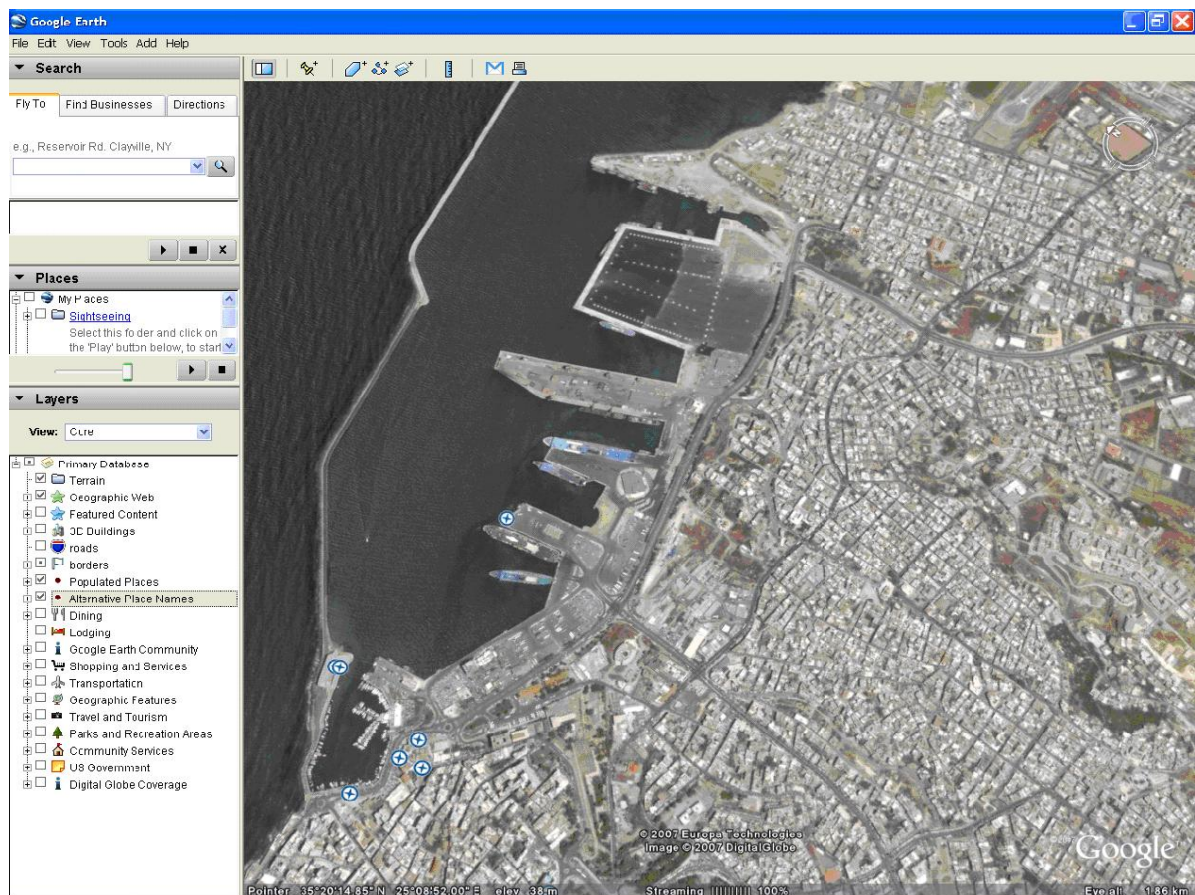 Google Earth
File Edit View Tools Add Help
Search
Fly To Find Businesses Directions
e.g., Reservoir Rd. Clayville, NY
Places
My Places
Sightseeing
Select this folder and click on
the 'Play' button below, to start
Layers
View: Core
Primary Database
Terrain
Geographic Web
Featured Content
3D Buildings
roads
borders
Populated Places
Alternative Place Names
Dining
Lodging
Google Earth Community
Shopping and Services
Transportation
Geographic Features
Travel and Tourism
Parks and Recreation Areas
Community Services
US Government
Digital Globe Coverage
N
© 2007 Europa Technologies
Image © 2007 DigitalGlobe
Google
Pointer 35°20'14.85" N 25°08'52.00" E elev 38 m Streaming 100% Eye alt 1.86 km